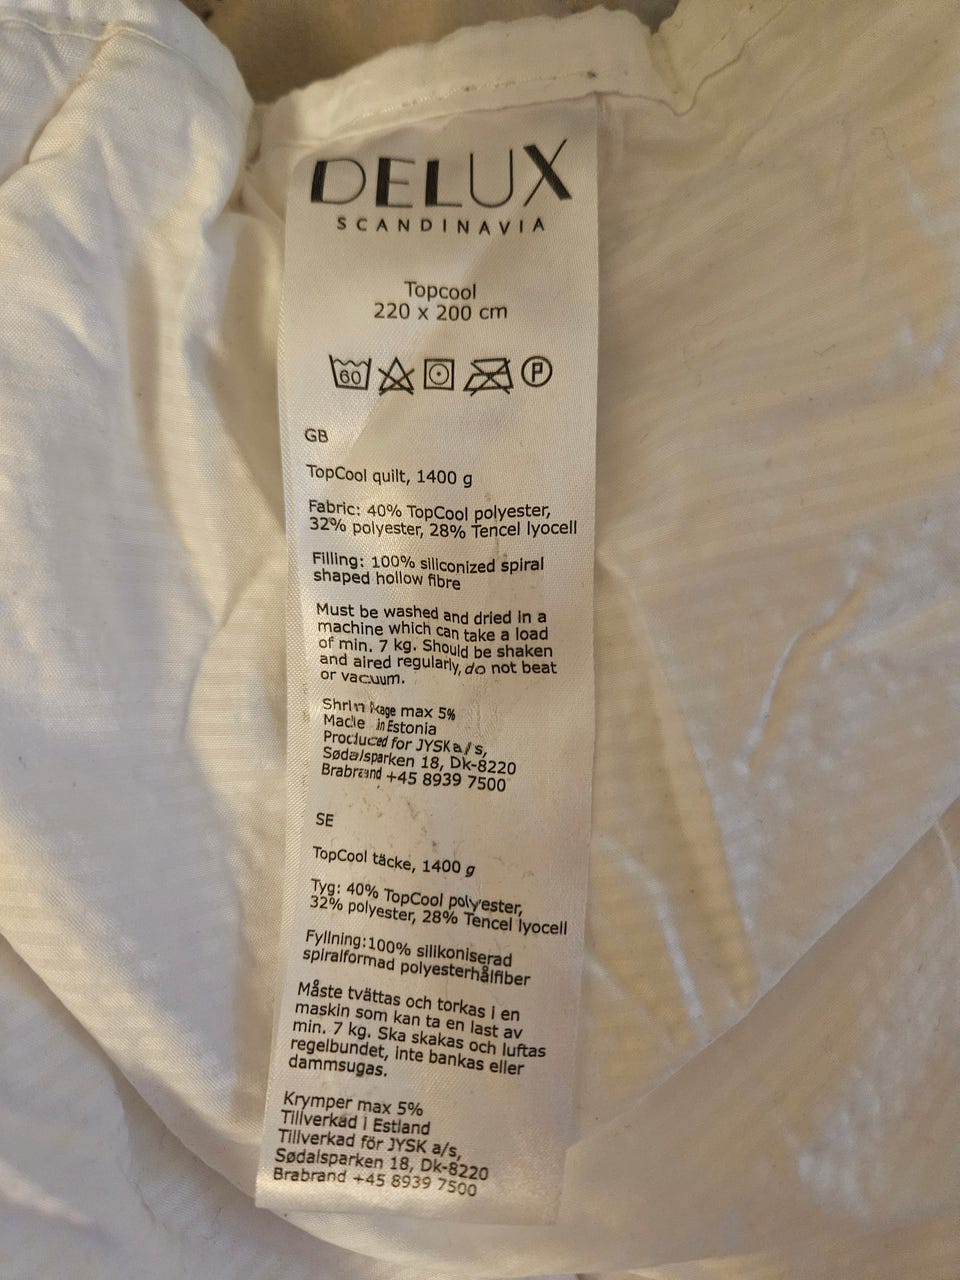 DELUX
SCANDINAVIA
Topcool
220 x 200 cm
60 P
GB
TopCool quilt, 1400 g
Fabric: 40% TopCool polyester,
32% polyester, 28% Tencel lyocell
Filling: 100% siliconized spiral
shaped hollow fibre
Must be washed and dried in a
machine which can take a load
of min. 7 kg. Should be shaken
and aired regularly, do not beat
or vacuum.
Shrinkage max 5%
Made in Estonia
Produced for JYSK a/s,
Sødalsparken 18, Dk-8220
Brabrand +45 8939 7500
SE
TopCool täcke, 1400 g
Tyg: 40% TopCool polyester,
32% polyester, 28% Tencel lyocell
Fyllning:100% silikoniserad
spiralformad polyesterhålfiber
Måste tvättas och torkas i en
maskin som kan ta en last av
min. 7 kg. Ska skakas och luftas
regelbundet, inte bankas eller
dammsugas.
Krymper max 5%
Tillverkad i Estland
Tillverkad för JYSK a/s,
Sødalsparken 18, Dk-8220
Brabrand +45 8939 7500